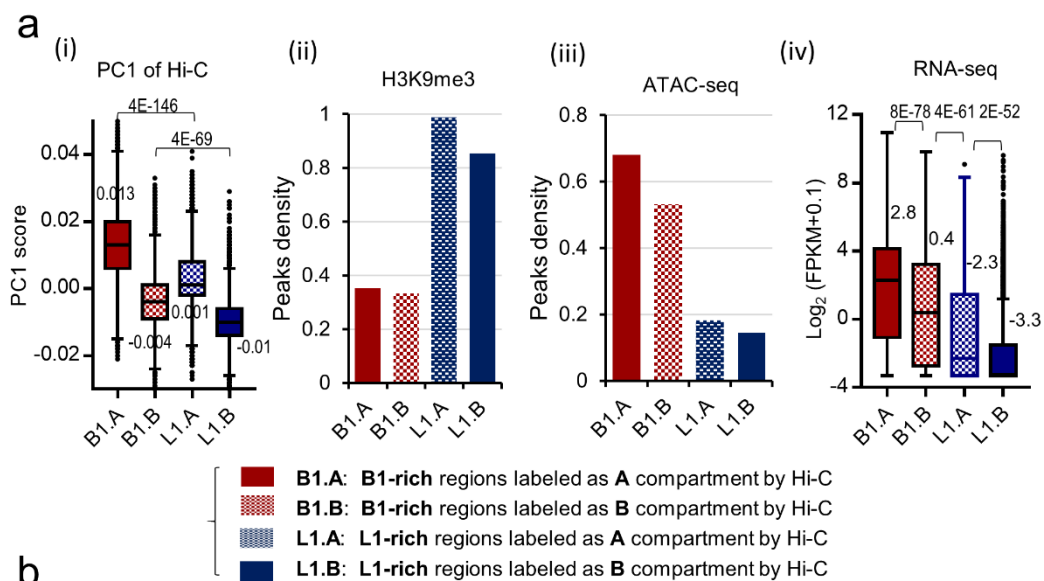 a
(i)
PC1 of Hi-C
4E-146
4E-69
PC1 score
0.04
0.02
0.00
-0.02
0.013
-0.004
0.001
-0.01
B1.A
B1.B
L1.A
L1.B
(ii)
H3K9me3
Peaks density
1
0.8
0.6
0.4
0.2
0
B1.A
B1.B
L1.A
L1.B
(iii)
ATAC-seq
Peaks density
0.8
0.6
0.4
0.2
0
B1.A
B1.B
L1.A
L1.B
(iv)
RNA-seq
8E-78
4E-61
2E-52
Log2 (FPKM+0.1)
12
8
4
0
-4
2.8
0.4
-2.3
-3.3
B1.A
B1.B
L1.A
L1.B
B1.A: B1-rich regions labeled as A compartment by Hi-C
B1.B: B1-rich regions labeled as B compartment by Hi-C
L1.A: L1-rich regions labeled as A compartment by Hi-C
L1.B: L1-rich regions labeled as B compartment by Hi-C
b